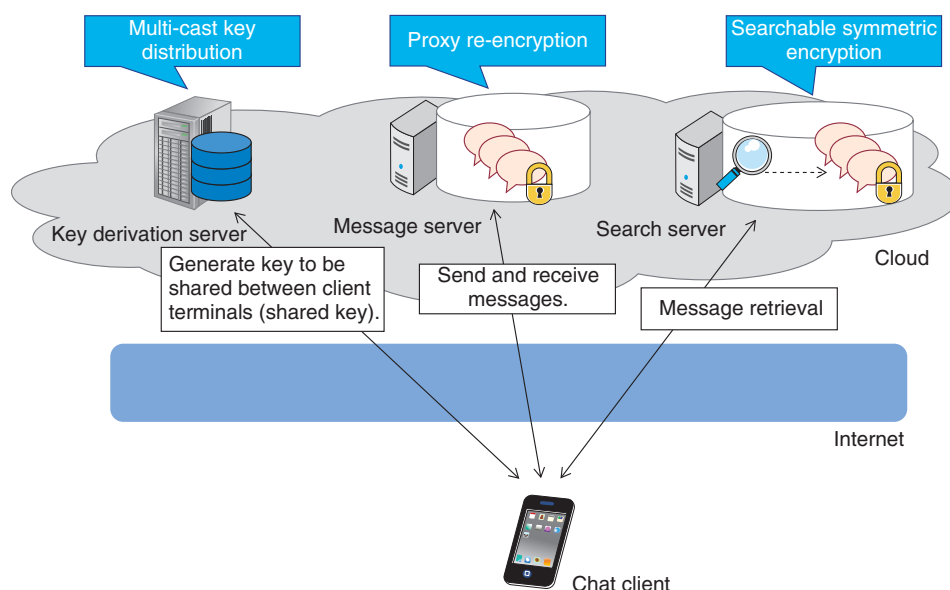 Multi-cast key
distribution
Proxy re-encryption
Searchable symmetric
encryption
Key derivation server
Message server
Search server
Cloud
Generate key to be
shared between client
terminals (shared key).
Send and receive
messages.
Message retrieval
Internet
Chat client